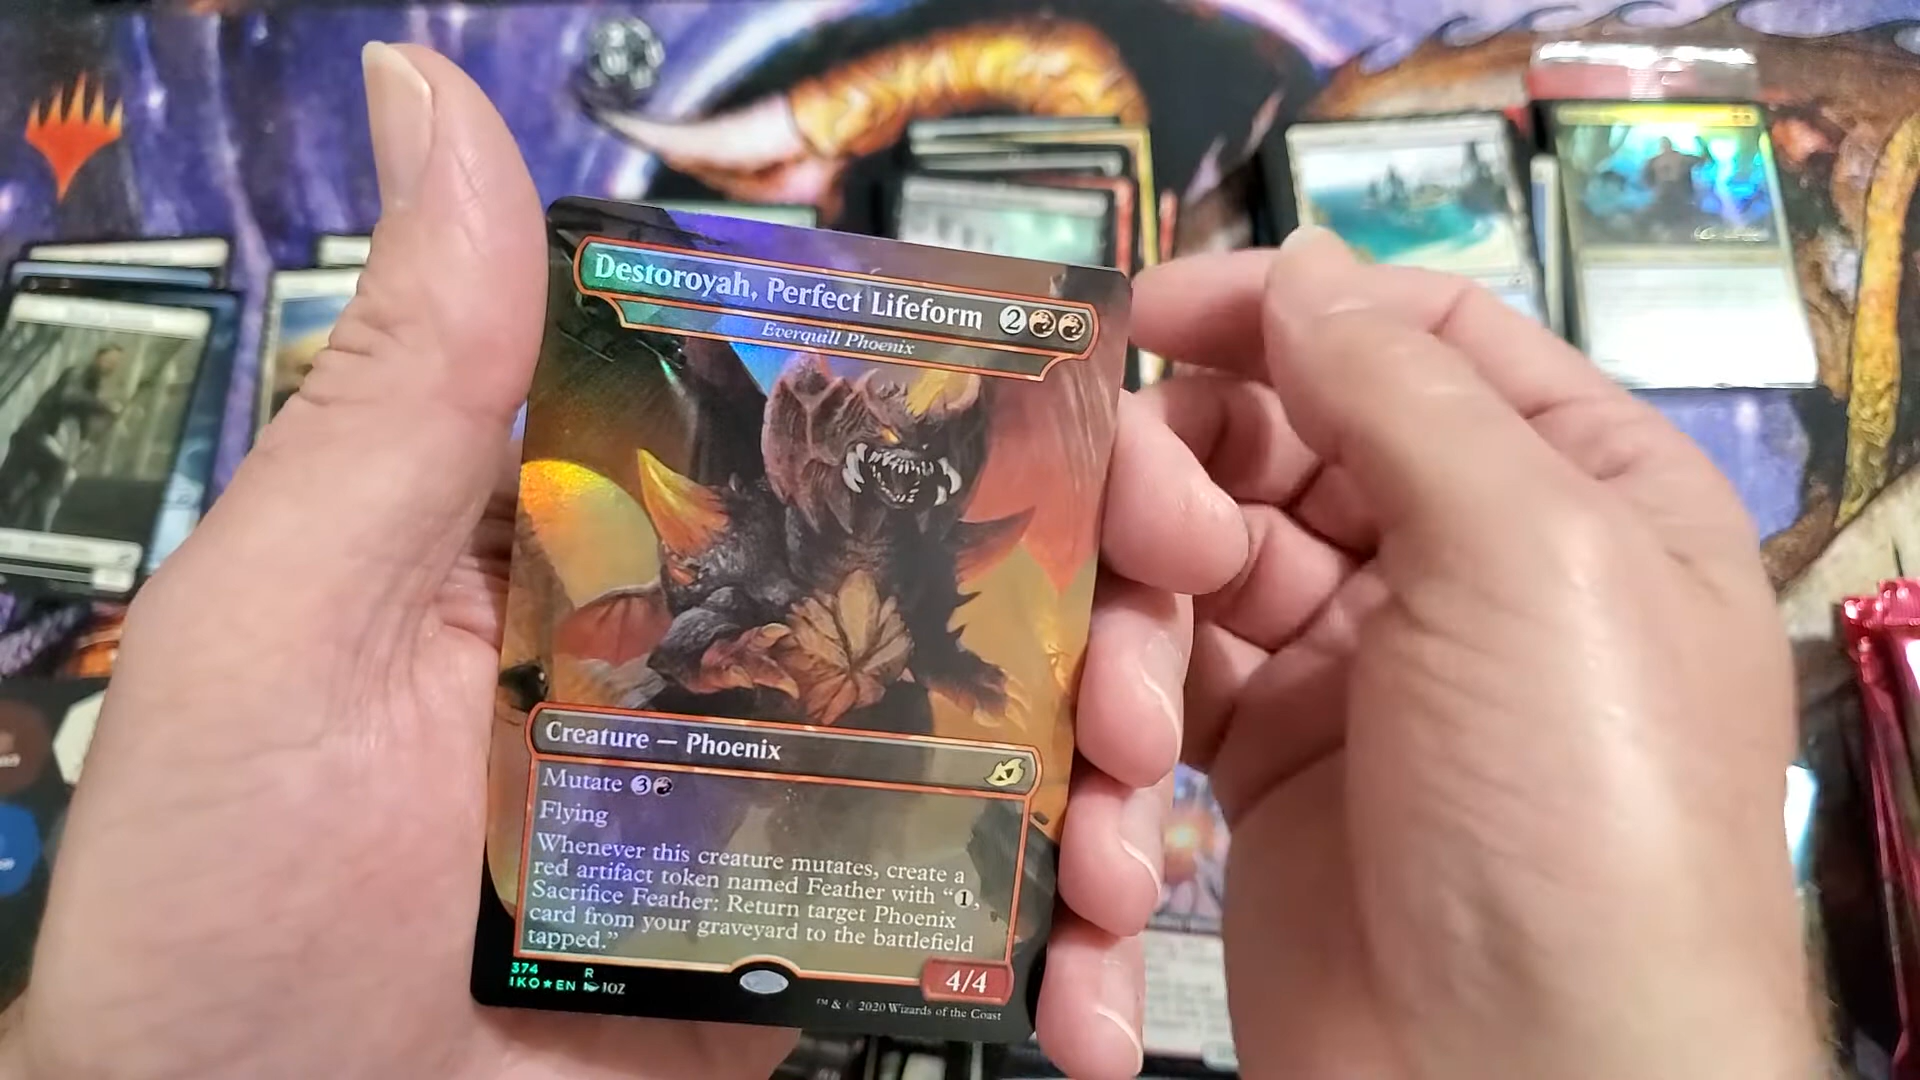 Destoroyah, Perfect Lifeform 2
Everquill Phoenix
Creature — Phoenix
Mutate 3
Flying
Whenever this creature mutates, create a
red artifact token named Feather with “1,
Sacrifice Feather: Return target Phoenix
card from your graveyard to the battlefield
tapped.”
4/4
374 R
IKO★EN JOZ
™ & © 2020 Wizards of the Coast